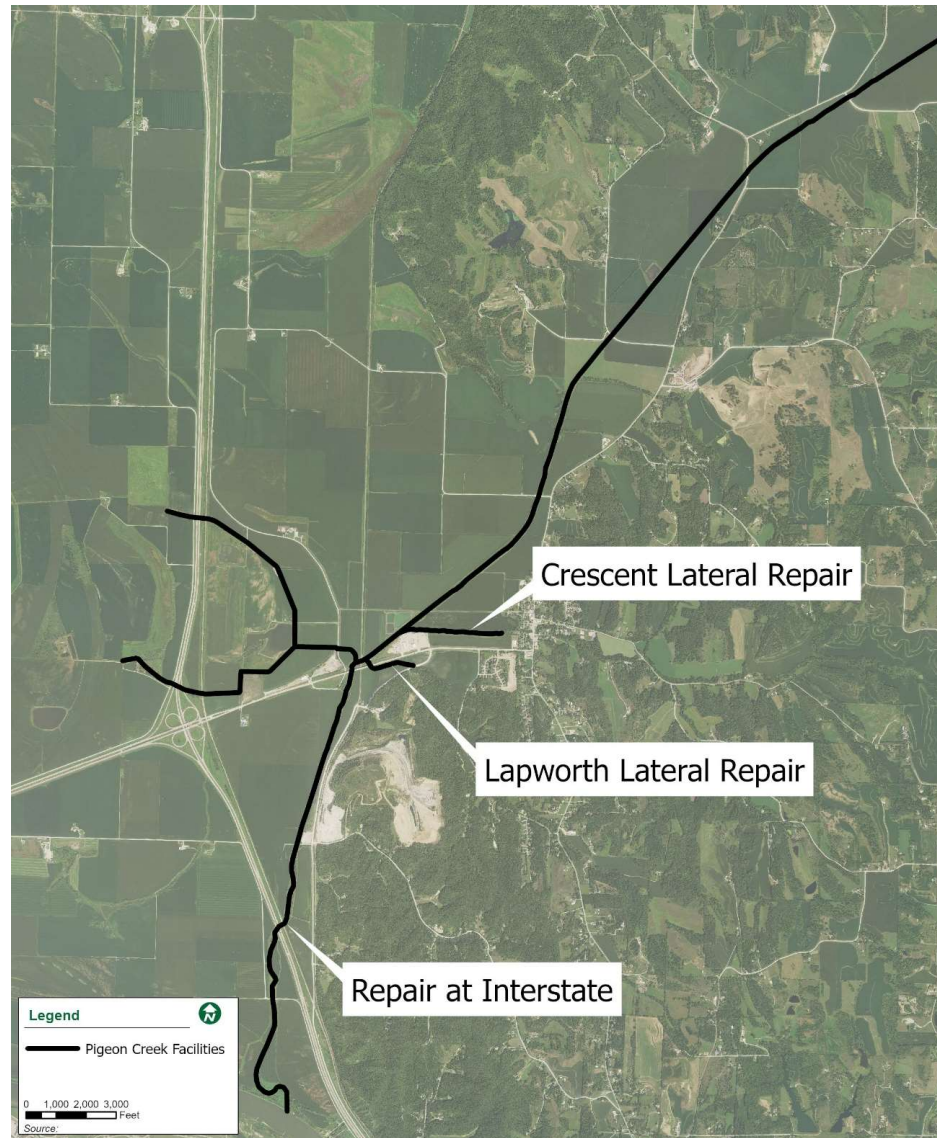 Crescent Lateral Repair
Lapworth Lateral Repair
Repair at Interstate
Legend
N
Pigeon Creek Facilities
0 1,000 2,000 3,000
Feet
Source: